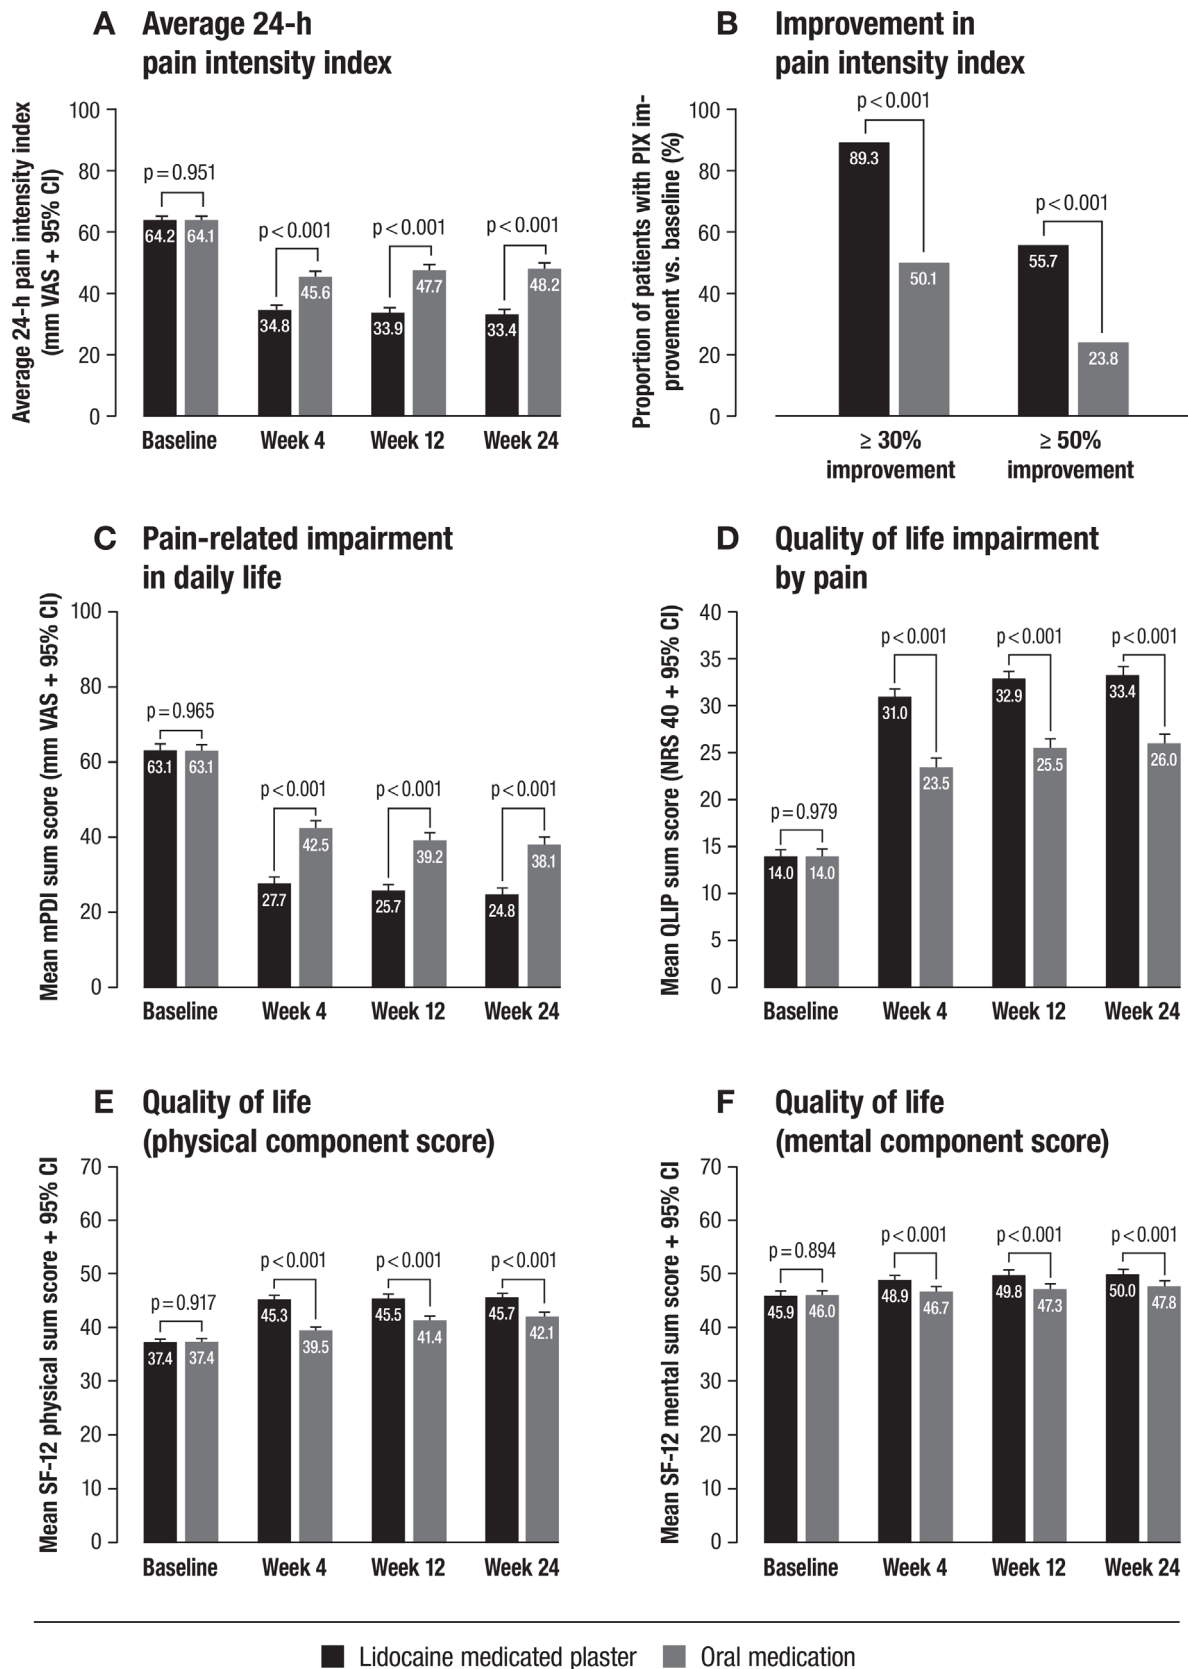 A Average 24-h
pain intensity index
Average 24-h pain intensity index
(mm VAS + 95% CI)
100
80
60
40
20
0
p = 0.951
p < 0.001
p < 0.001
p < 0.001
64.2 64.1
34.8 45.6
33.9 47.7
33.4 48.2
Baseline Week 4 Week 12 Week 24
B Improvement in
pain intensity index
Proportion of patients with PIX im-
provement vs. baseline (%)
100
80
60
40
20
0
p < 0.001
p < 0.001
89.3 50.1
55.7 23.8
≥ 30%
improvement
≥ 50%
improvement
C Pain-related impairment
in daily life
Mean mPDI sum score (mm VAS + 95% CI)
100
80
60
40
20
0
p = 0.965
p < 0.001
p < 0.001
p < 0.001
63.1 63.1
27.7 42.5
25.7 39.2
24.8 38.1
Baseline Week 4 Week 12 Week 24
D Quality of life impairment
by pain
Mean QLIP sum score (NRS 40 + 95% CI)
40
35
30
25
20
15
10
5
0
p = 0.979
p < 0.001
p < 0.001
p < 0.001
14.0 14.0
31.0 23.5
32.9 25.5
33.4 26.0
Baseline Week 4 Week 12 Week 24
E Quality of life
(physical component score)
Mean SF-12 physical sum score + 95% CI
70
60
50
40
30
20
10
0
p = 0.917
p < 0.001
p < 0.001
p < 0.001
37.4 37.4
45.3 39.5
45.5 41.4
45.7 42.1
Baseline Week 4 Week 12 Week 24
F Quality of life
(mental component score)
Mean SF-12 mental sum score + 95% CI
70
60
50
40
30
20
10
0
p = 0.894
p < 0.001
p < 0.001
p < 0.001
45.9 46.0
48.9 46.7
49.8 47.3
50.0 47.8
Baseline Week 4 Week 12 Week 24
Lidocaine medicated plaster Oral medication